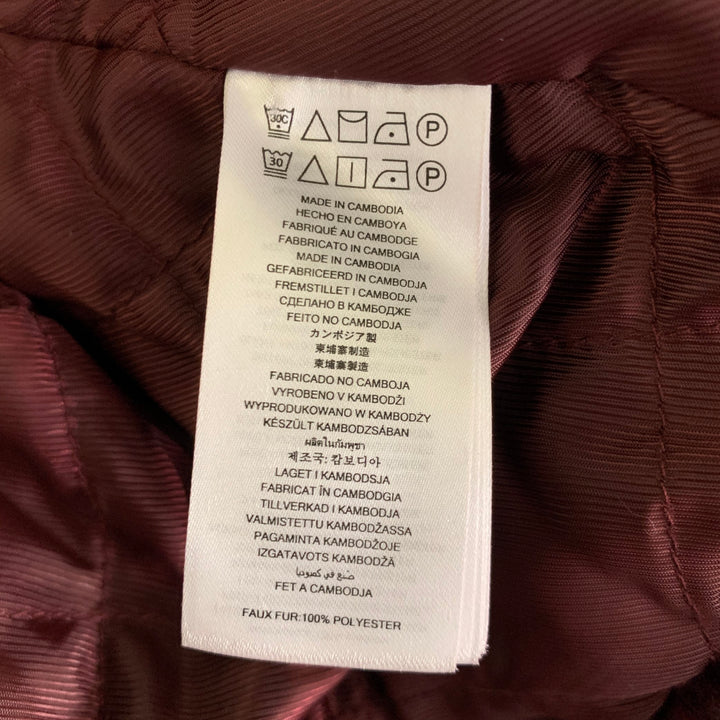 30C P
30 P
MADE IN CAMBODIA
HECHO EN CAMBOYA
FABRIQUÉ AU CAMBODGE
FABBRICATO IN CAMBOGIA
MADE IN CAMBODIA
GEFABRICEERD IN CAMBODJA
FREMSTILLET I CAMBODJA
СДЕЛАНО В КАМБОДЖЕ
FEITO NO CAMBODJA
カンボジア製
柬埔寨制造
柬埔寨製造
FABRICADO NO CAMBOJA
VYROBENO V KAMBODŽI
WYPRODUKOWANO W KAMBODŻY
KÉSZÜLT KAMBODZSÁBAN
ผลิตในกัมพูชา
제조국: 캄보디아
LAGET I KAMBODSJA
FABRICAT ÎN CAMBODGIA
TILLVERKAD I KAMBODJA
VALMISTETTU KAMBODŽASSA
PAGAMINTA KAMBODŽOJE
IZGATAVOTS KAMBODŽĀ
صنع في كمبوديا
FET A CAMBODJA
FAUX FUR:100% POLYESTER